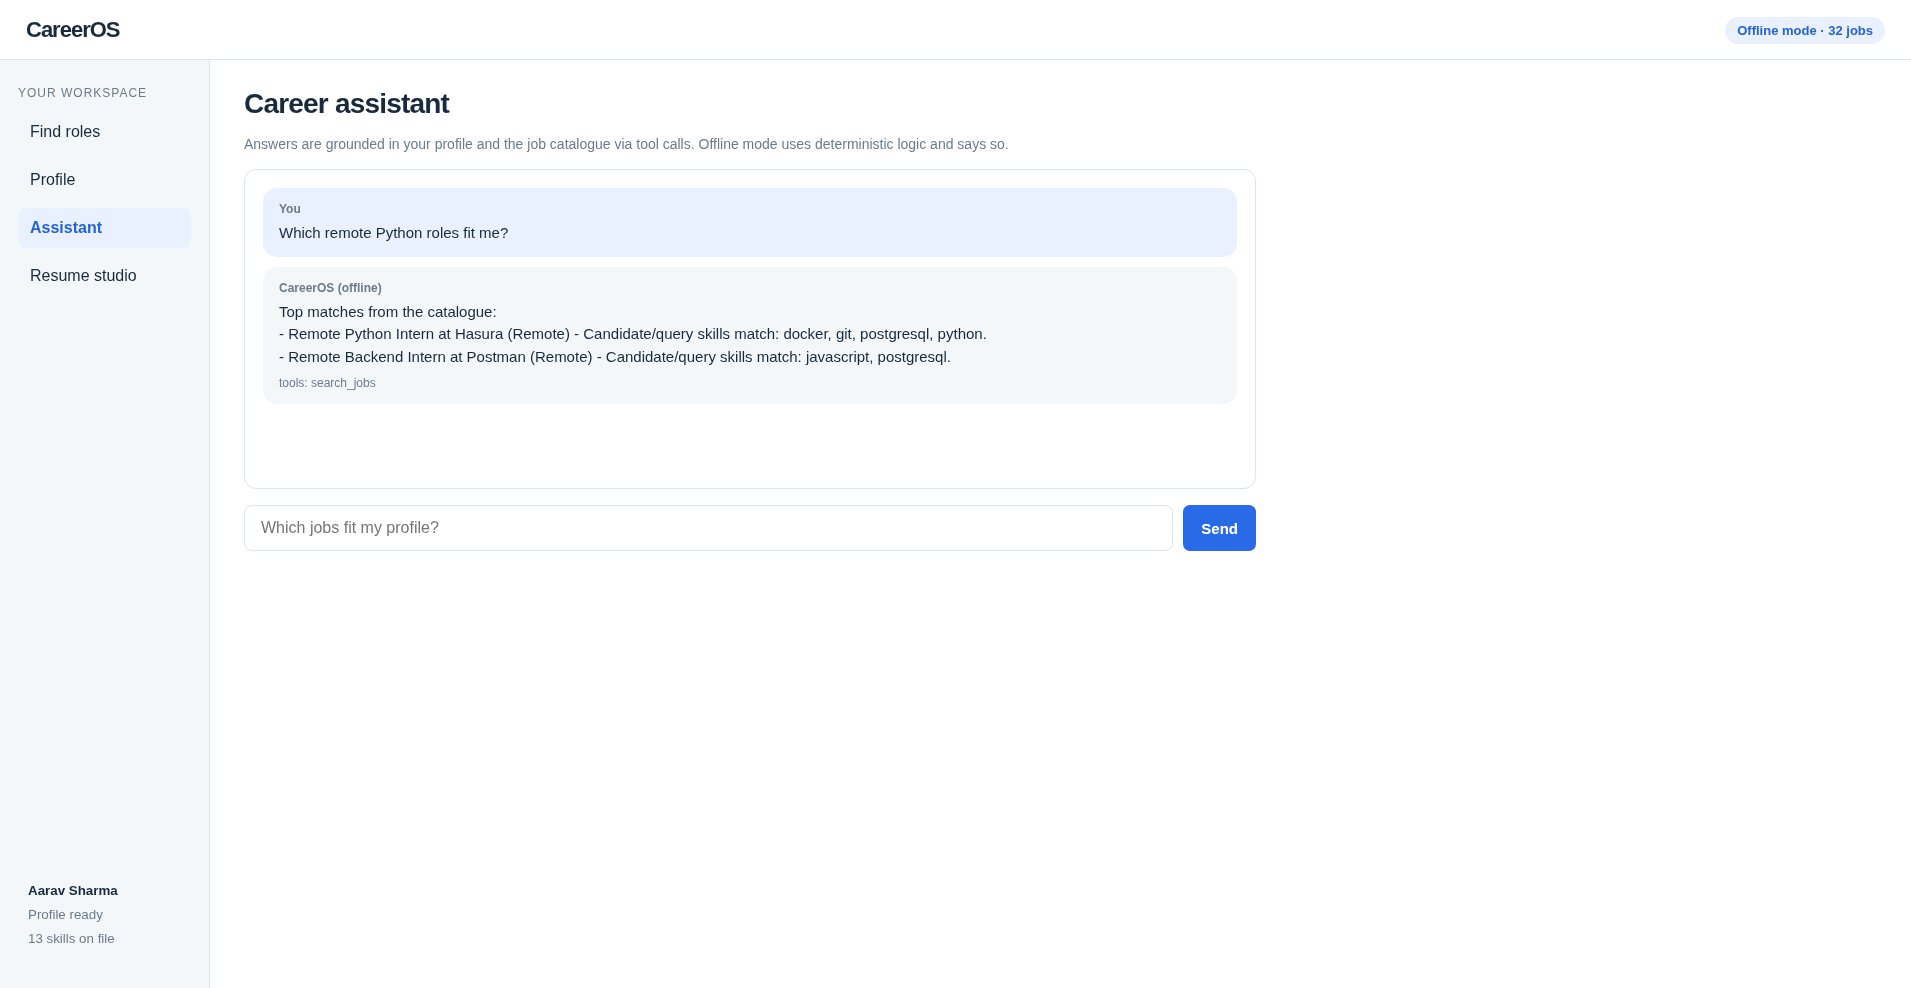 CareerOS
Offline mode · 32 jobs
YOUR WORKSPACE
Find roles
Profile
Assistant
Resume studio
Aarav Sharma
Profile ready
13 skills on file
Career assistant
Answers are grounded in your profile and the job catalogue via tool calls. Offline mode uses deterministic logic and says so.
You
Which remote Python roles fit me?
CareerOS (offline)
Top matches from the catalogue:
- Remote Python Intern at Hasura (Remote) - Candidate/query skills match: docker, git, postgresql, python.
- Remote Backend Intern at Postman (Remote) - Candidate/query skills match: javascript, postgresql.
tools: search_jobs
Which jobs fit my profile?
Send